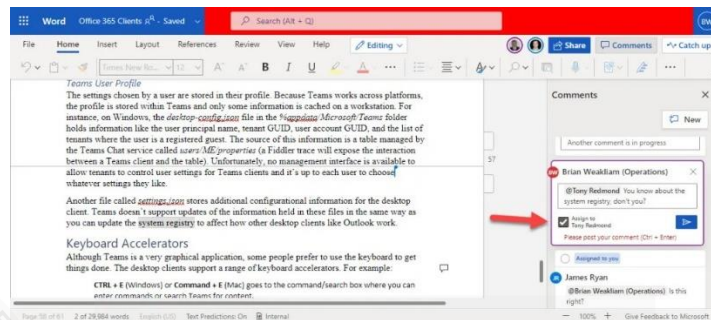 Word Office 365 Clients - Saved
Search (Alt + Q)
BW
File Home Insert Layout References Review View Help Editing Share Comments Catch up
Times New Ro... 12 A A B I U A
Teams User Profile
The settings chosen by a user are stored in their profile. Because Teams works across platforms,
the profile is stored within Teams and only some information is cached on a workstation. For
instance, on Windows, the desktop-config.json file in the %appdata/Microsoft/Teams folder
holds information like the user principal name, tenant GUID, user account GUID, and the list of
tenants where the user is a registered guest. The source of this information is a table managed by
the Teams Chat service called users/ME/properties (a Fiddler trace will expose the interaction
between a Teams client and the table). Unfortunately, no management interface is available to
allow tenants to control user settings for Teams clients and it's up to each user to choose
whatever settings they like.
Another file called settings.json stores additional configurational information for the desktop
client. Teams doesn't support updates of the information held in these files in the same way as
you can update the system registry to affect how other desktop clients like Outlook work.
Keyboard Accelerators
Although Teams is a very graphical application, some people prefer to use the keyboard to get
things done. The desktop clients support a range of keyboard accelerators. For example:
CTRL + E (Windows) or Command + E (Mac) goes to the command/search box where you can
enter commands or search Teams for content.
5?
Comments
New
Another comment is in progress
BW Brian Weakliam (Operations)
@Tony Redmond You know about the
system registry, don't you?
Assign to
Tony Redmond
Please post your comment (Ctrl + Enter)
Assigned to you
JR James Ryan
@Brian Weakliam (Operations) Is this
right?
Page 58 of 61 2 of 29,984 words English (US) Text Predictions: On Internal
100% Give Feedback to Microsoft